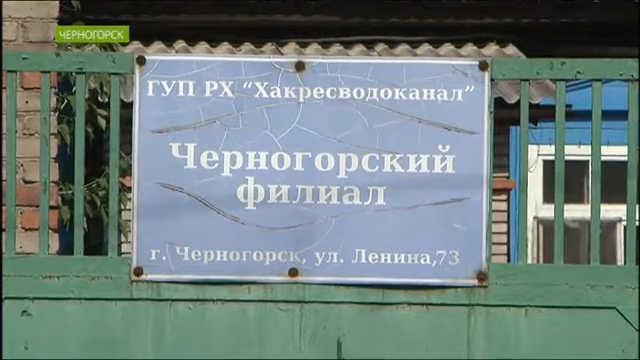 ЧЕРНОГОРСК
ГУП РХ “Хакресводоканал”
Черногорский
филиал
г. Черногорск, ул. Ленина,73